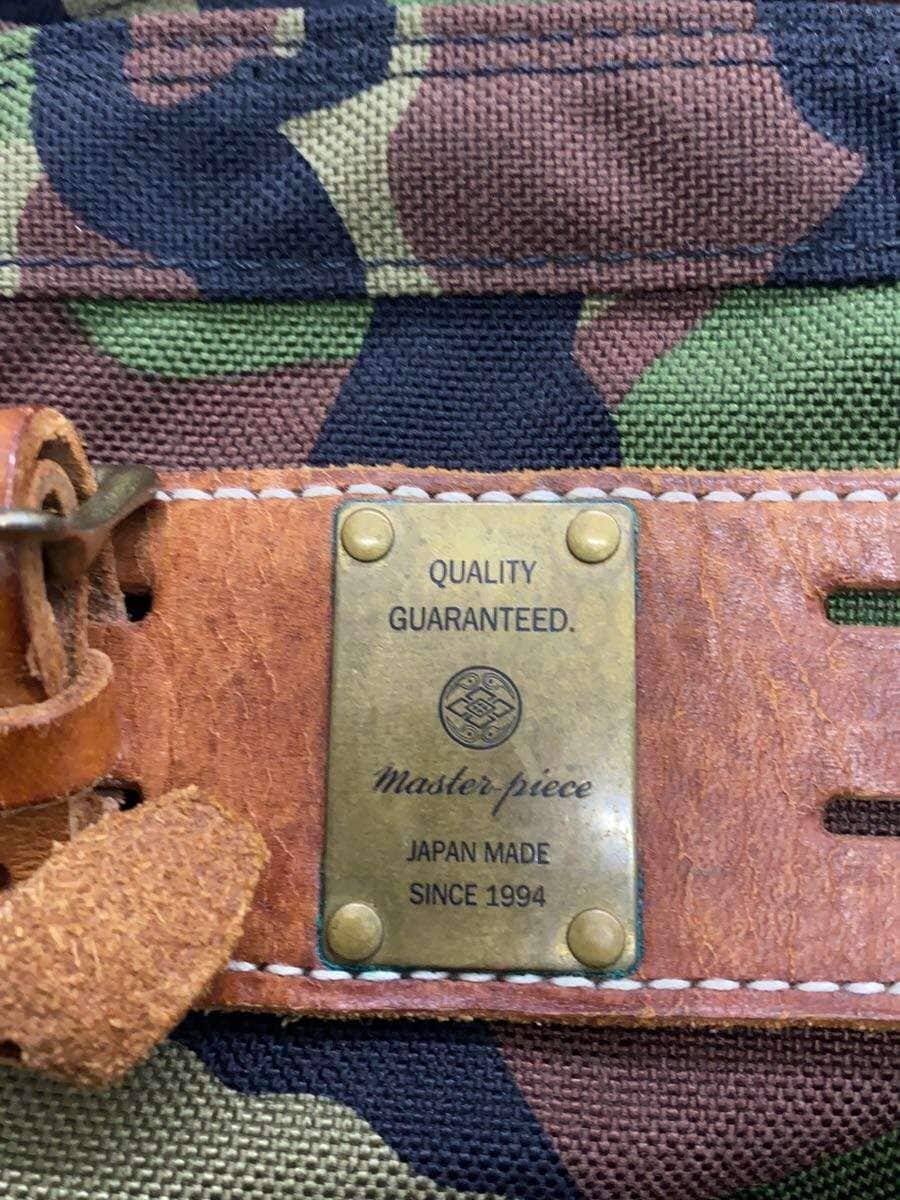 QUALITY
GUARANTEED.
master-piece
JAPAN MADE
SINCE 1994